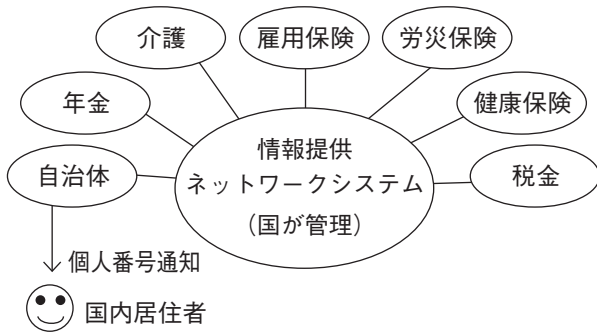 介護
雇用保険
労災保険
年金
健康保険
情報提供
ネットワークシステム
（国が管理）
自治体
税金
個人番号通知
国内居住者